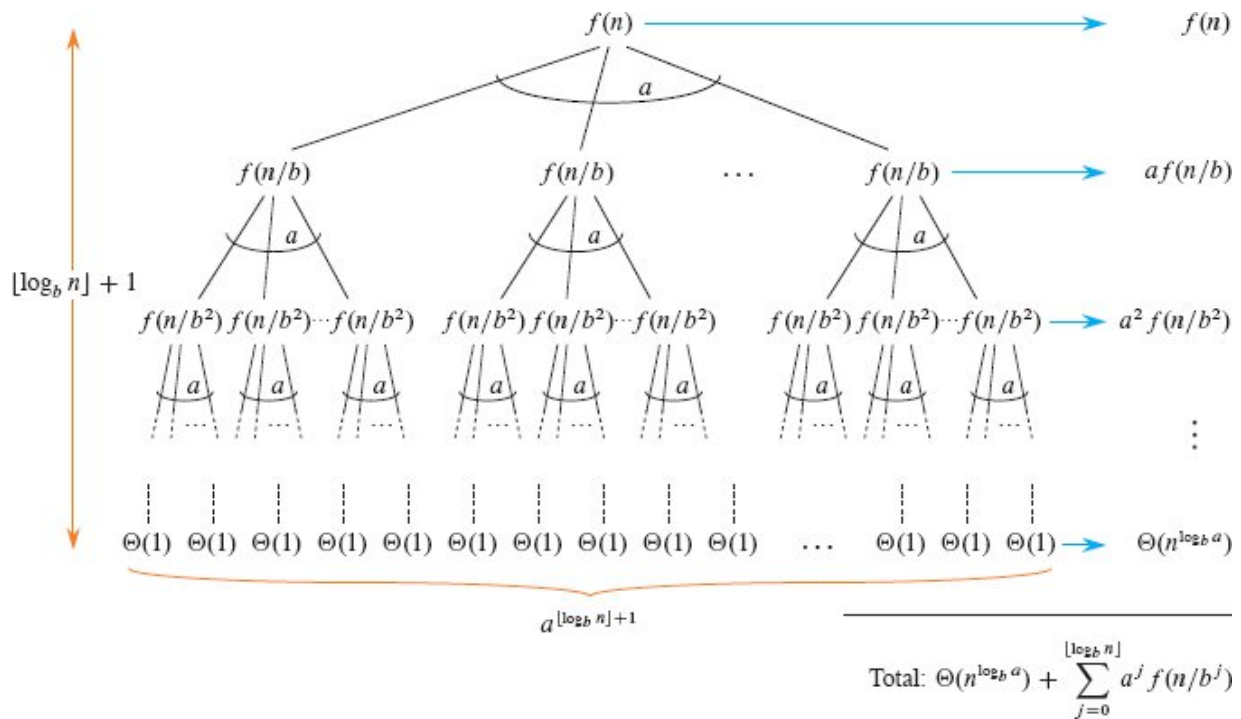 f(n) f(n)
a
f(n/b) f(n/b) ⋯ f(n/b) af(n/b)
a a a
⌊log_b n⌋ + 1
f(n/b²) f(n/b²)⋯f(n/b²) f(n/b²) f(n/b²)⋯f(n/b²) f(n/b²) f(n/b²)⋯f(n/b²) a² f(n/b²)
a a a a a a a a a
⋯ ⋯ ⋯ ⋯ ⋯ ⋯ ⋯ ⋯ ⋯ ⋮
Θ(1) Θ(1) Θ(1) Θ(1) Θ(1) Θ(1) Θ(1) Θ(1) Θ(1) Θ(1) ⋯ Θ(1) Θ(1) Θ(1) Θ(n^{log_b a})
a^{⌊log_b n⌋+1}
Total: Θ(n^{log_b a}) + ∑_{j=0}^{⌊log_b n⌋} a^j f(n/b^j)